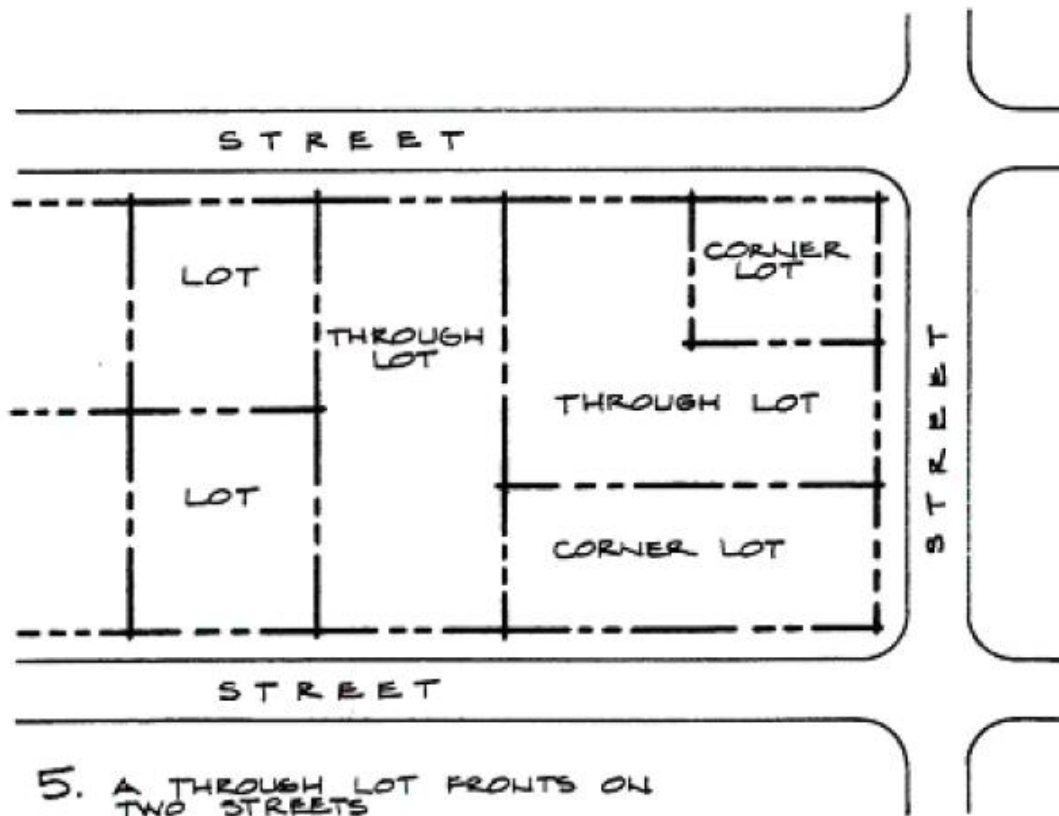 STREET
LOT
CORNER
LOT
THROUGH
LOT
THROUGH LOT
STREET
LOT
CORNER LOT
STREET
5. A THROUGH LOT FRONTS ON
TWO STREETS